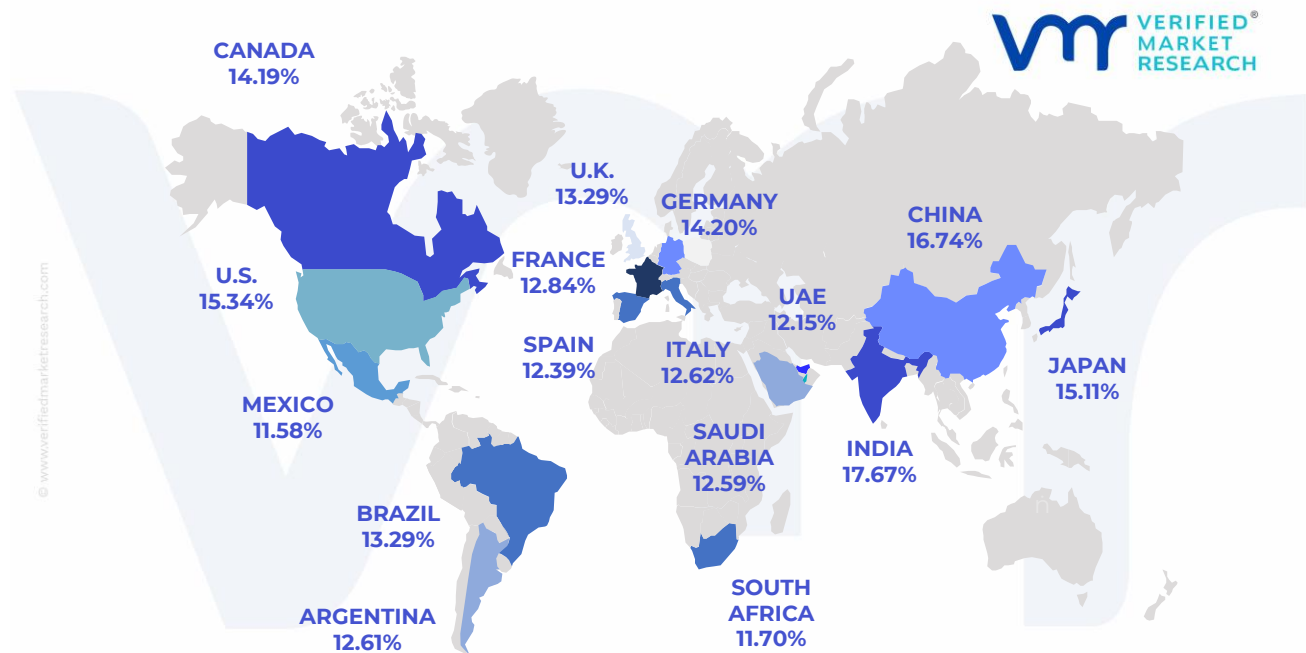 VMr
VERIFIED®
MARKET
RESEARCH
CANADA
14.19%
U.K.
13.29%
GERMANY
14.20%
CHINA
16.74%
FRANCE
12.84%
U.S.
15.34%
UAE
12.15%
SPAIN
12.39%
ITALY
12.62%
JAPAN
15.11%
MEXICO
11.58%
SAUDI
ARABIA
12.59%
INDIA
17.67%
BRAZIL
13.29%
SOUTH
AFRICA
11.70%
ARGENTINA
12.61%
© www.verifiedmarketresearch.com